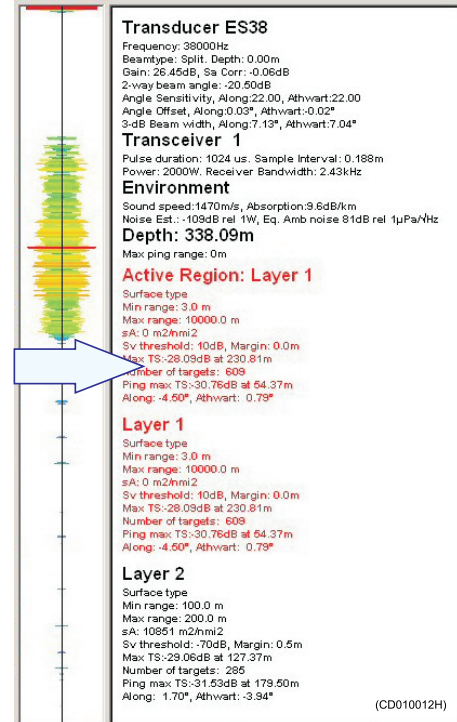 Transducer ES38
Frequency: 38000Hz
Beamtype: Split. Depth: 0.00m
Gain: 26.45dB, Sa Corr: -0.06dB
2-way beam angle: -20.50dB
Angle Sensitivity, Along:22.00, Athwart:22.00
Angle Offset, Along:0.03°, Athwart:-0.02°
3-dB Beam width, Along:7.13°, Athwart:7.04°
Transceiver 1
Pulse duration: 1024 us. Sample Interval: 0.188m
Power: 2000W. Receiver Bandwidth: 2.43kHz
Environment
Sound speed:1470m/s, Absorption:9.6dB/km
Noise Est.: -109dB rel 1W, Eq. Amb noise 81dB rel 1µPa/√Hz
Depth: 338.09m
Max ping range: 0m
Active Region: Layer 1
Surface type
Min range: 3.0 m
Max range: 10000.0 m
sA: 0 m2/nmi2
Sv threshold: 10dB, Margin: 0.0m
Max TS:-28.09dB at 230.81m
of targets: 609
Ping max TS:-30.76dB at 54.37m
Along: -4.50°, Athwart: 0.79°
Layer 1
Surface type
Min range: 3.0 m
Max range: 10000.0 m
sA: 0 m2/nmi2
Sv threshold: 10dB, Margin: 0.0m
Max TS:-28.09dB at 230.81m
Number of targets: 609
Ping max TS:-30.76dB at 54.37m
Along: -4.50°, Athwart: 0.79°
Layer 2
Surface type
Min range: 100.0 m
Max range: 200.0 m
sA: 10851 m2/nmi2
Sv threshold: -70dB, Margin: 0.5m
Max TS:-29.06dB at 127.37m
Number of targets: 285
Ping max TS:-31.53dB at 179.50m
Along: 1.70°, Athwart: -3.94°
(CD010012H)